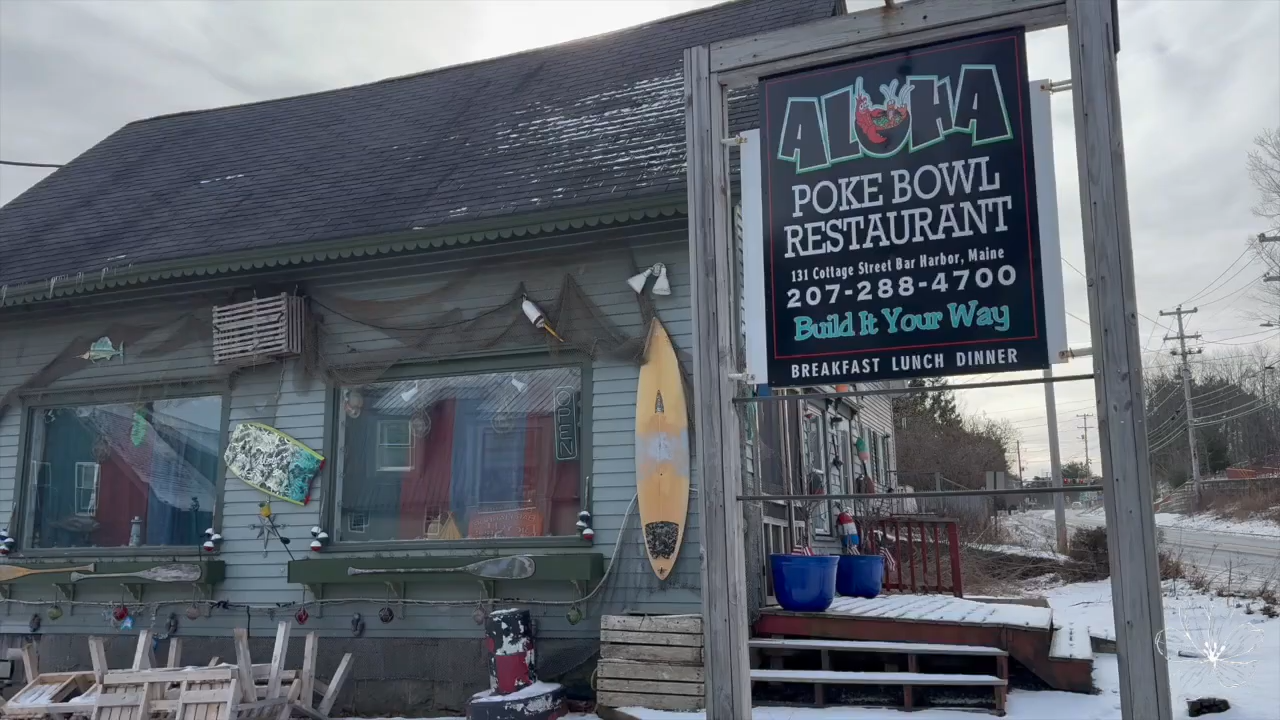 ALOHA
POKE BOWL
RESTAURANT
131 Cottage Street Bar Harbor, Maine
207-288-4700
Build It Your Way
BREAKFAST LUNCH DINNER
OPEN